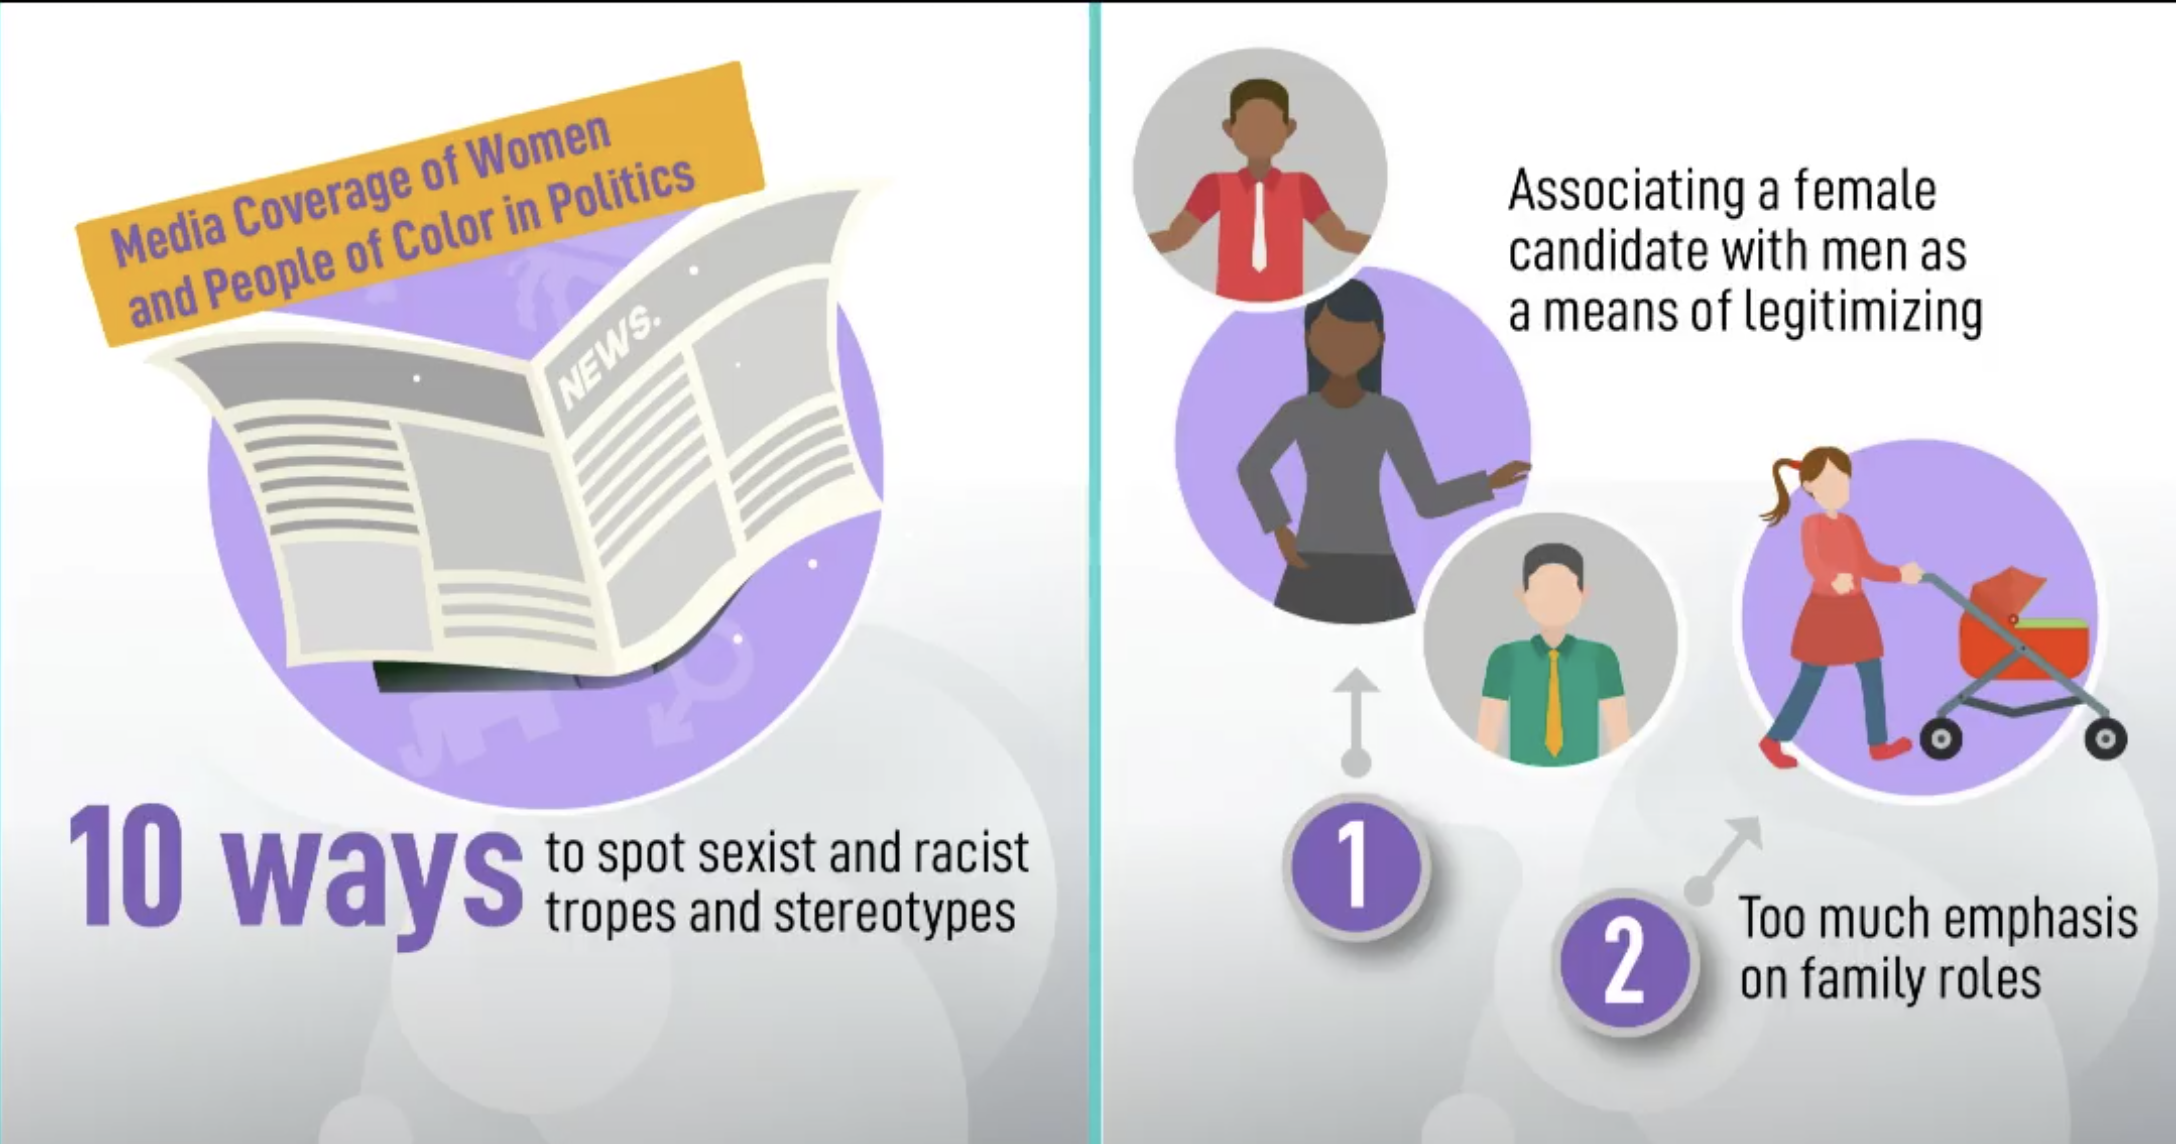 Media Coverage of Women
and People of Color in Politics
NEWS.
10 ways
to spot sexist and racist
tropes and stereotypes
Associating a female
candidate with men as
a means of legitimizing
1
2
Too much emphasis
on family roles